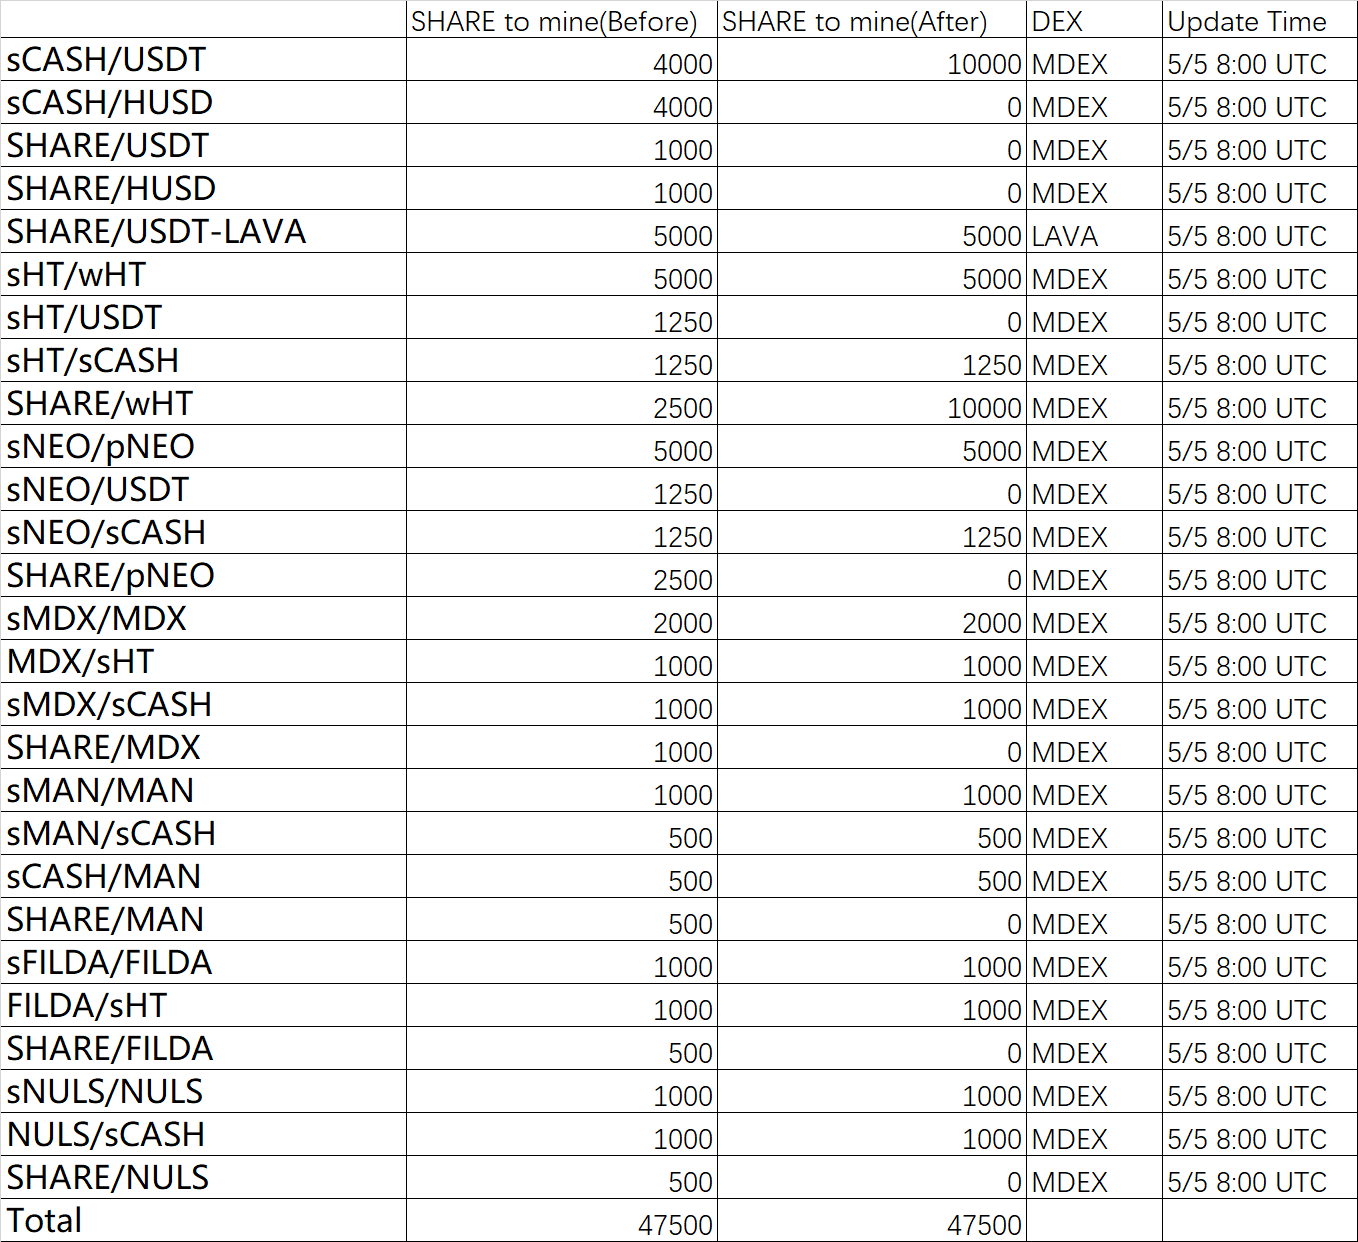 SHARE to mine(Before) SHARE to mine(After) DEX Update Time
sCASH/USDT 4000 10000 MDEX 5/5 8:00 UTC
sCASH/HUSD 4000 0 MDEX 5/5 8:00 UTC
SHARE/USDT 1000 0 MDEX 5/5 8:00 UTC
SHARE/HUSD 1000 0 MDEX 5/5 8:00 UTC
SHARE/USDT-LAVA 5000 5000 LAVA 5/5 8:00 UTC
sHT/wHT 5000 5000 MDEX 5/5 8:00 UTC
sHT/USDT 1250 0 MDEX 5/5 8:00 UTC
sHT/sCASH 1250 1250 MDEX 5/5 8:00 UTC
SHARE/wHT 2500 10000 MDEX 5/5 8:00 UTC
sNEO/pNEO 5000 5000 MDEX 5/5 8:00 UTC
sNEO/USDT 1250 0 MDEX 5/5 8:00 UTC
sNEO/sCASH 1250 1250 MDEX 5/5 8:00 UTC
SHARE/pNEO 2500 0 MDEX 5/5 8:00 UTC
sMDX/MDX 2000 2000 MDEX 5/5 8:00 UTC
MDX/sHT 1000 1000 MDEX 5/5 8:00 UTC
sMDX/sCASH 1000 1000 MDEX 5/5 8:00 UTC
SHARE/MDX 1000 0 MDEX 5/5 8:00 UTC
sMAN/MAN 1000 1000 MDEX 5/5 8:00 UTC
sMAN/sCASH 500 500 MDEX 5/5 8:00 UTC
sCASH/MAN 500 500 MDEX 5/5 8:00 UTC
SHARE/MAN 500 0 MDEX 5/5 8:00 UTC
sFILDA/FILDA 1000 1000 MDEX 5/5 8:00 UTC
FILDA/sHT 1000 1000 MDEX 5/5 8:00 UTC
SHARE/FILDA 500 0 MDEX 5/5 8:00 UTC
sNULS/NULS 1000 1000 MDEX 5/5 8:00 UTC
NULS/sCASH 1000 1000 MDEX 5/5 8:00 UTC
SHARE/NULS 500 0 MDEX 5/5 8:00 UTC
Total 47500 47500